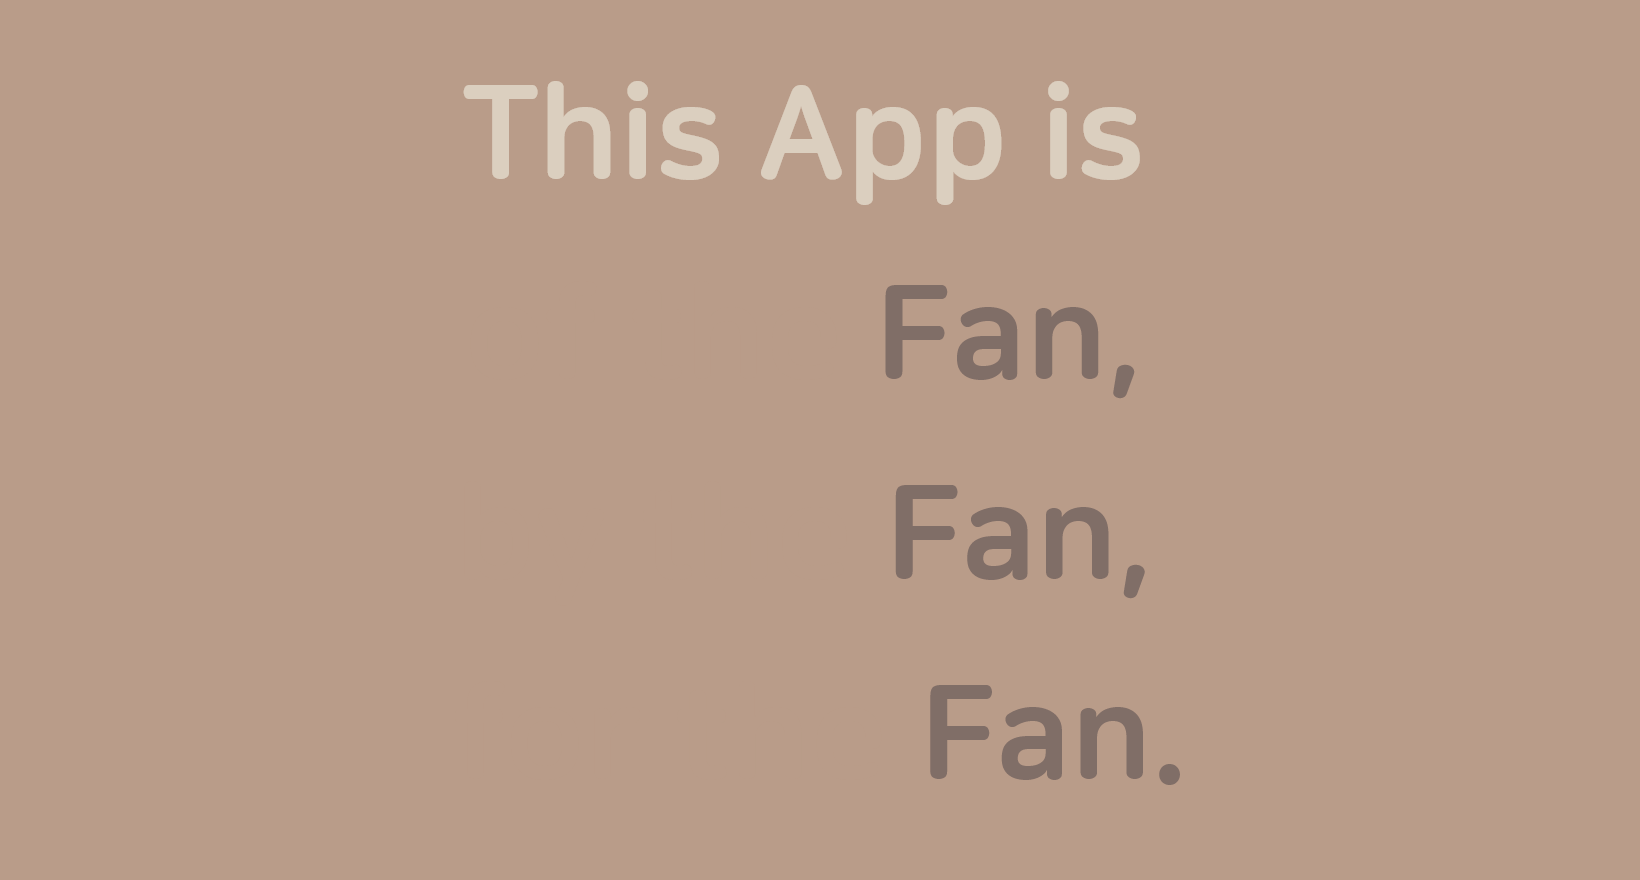 This App is
Fan,
Fan,
Fan.